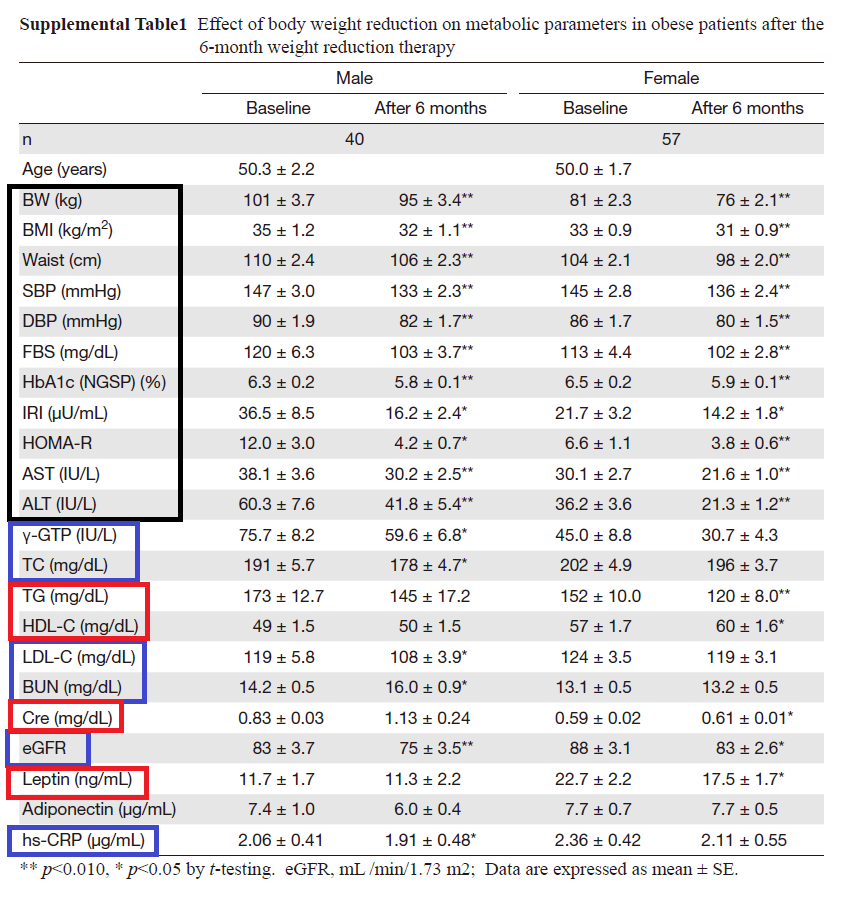 Supplemental Table1 Effect of body weight reduction on metabolic parameters in obese patients after the
6-month weight reduction therapy
Male Female
Baseline After 6 months Baseline After 6 months
n 40 57
Age (years) 50.3 ± 2.2 50.0 ± 1.7
BW (kg) 101 ± 3.7 95 ± 3.4** 81 ± 2.3 76 ± 2.1**
BMI (kg/m²) 35 ± 1.2 32 ± 1.1** 33 ± 0.9 31 ± 0.9**
Waist (cm) 110 ± 2.4 106 ± 2.3** 104 ± 2.1 98 ± 2.0**
SBP (mmHg) 147 ± 3.0 133 ± 2.3** 145 ± 2.8 136 ± 2.4**
DBP (mmHg) 90 ± 1.9 82 ± 1.7** 86 ± 1.7 80 ± 1.5**
FBS (mg/dL) 120 ± 6.3 103 ± 3.7** 113 ± 4.4 102 ± 2.8**
HbA1c (NGSP) (%) 6.3 ± 0.2 5.8 ± 0.1** 6.5 ± 0.2 5.9 ± 0.1**
IRI (μU/mL) 36.5 ± 8.5 16.2 ± 2.4* 21.7 ± 3.2 14.2 ± 1.8*
HOMA-R 12.0 ± 3.0 4.2 ± 0.7* 6.6 ± 1.1 3.8 ± 0.6**
AST (IU/L) 38.1 ± 3.6 30.2 ± 2.5** 30.1 ± 2.7 21.6 ± 1.0**
ALT (IU/L) 60.3 ± 7.6 41.8 ± 5.4** 36.2 ± 3.6 21.3 ± 1.2**
γ-GTP (IU/L) 75.7 ± 8.2 59.6 ± 6.8* 45.0 ± 8.8 30.7 ± 4.3
TC (mg/dL) 191 ± 5.7 178 ± 4.7* 202 ± 4.9 196 ± 3.7
TG (mg/dL) 173 ± 12.7 145 ± 17.2 152 ± 10.0 120 ± 8.0**
HDL-C (mg/dL) 49 ± 1.5 50 ± 1.5 57 ± 1.7 60 ± 1.6*
LDL-C (mg/dL) 119 ± 5.8 108 ± 3.9* 124 ± 3.5 119 ± 3.1
BUN (mg/dL) 14.2 ± 0.5 16.0 ± 0.9* 13.1 ± 0.5 13.2 ± 0.5
Cre (mg/dL) 0.83 ± 0.03 1.13 ± 0.24 0.59 ± 0.02 0.61 ± 0.01*
eGFR 83 ± 3.7 75 ± 3.5** 88 ± 3.1 83 ± 2.6*
Leptin (ng/mL) 11.7 ± 1.7 11.3 ± 2.2 22.7 ± 2.2 17.5 ± 1.7*
Adiponectin (μg/mL) 7.4 ± 1.0 6.0 ± 0.4 7.7 ± 0.7 7.7 ± 0.5
hs-CRP (μg/mL) 2.06 ± 0.41 1.91 ± 0.48* 2.36 ± 0.42 2.11 ± 0.55
** p<0.010, * p<0.05 by t-testing. eGFR, mL /min/1.73 m2; Data are expressed as mean ± SE.